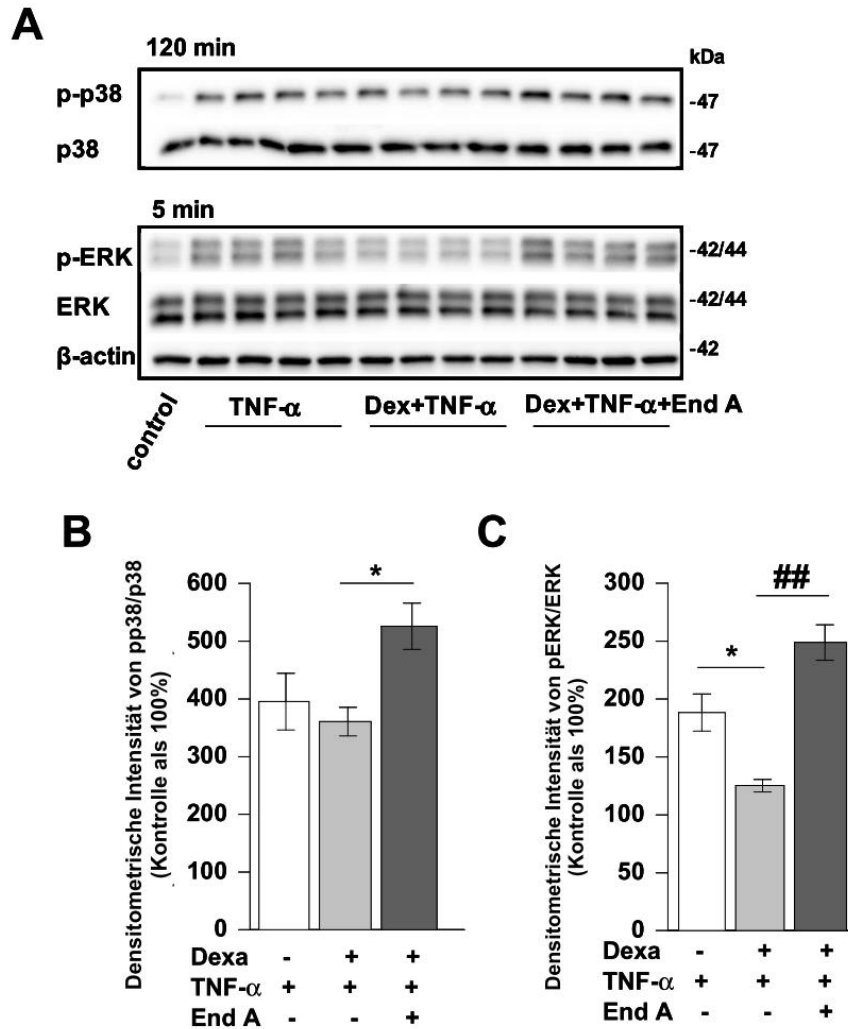 A
120 min
kDa
p-p38
-47
p38
-47
5 min
p-ERK
-42/44
ERK
-42/44
β-actin
-42
control
TNF-α
Dex+TNF-α
Dex+TNF-α+End A
B
Densitometrische Intensität von pp38/p38
(Kontrolle als 100%)
600
500
400
300
200
100
0
*
Dexa - + +
TNF-α + + +
End A - - +
C
Densitometrische Intensität von pERK/ERK
(Kontrolle als 100%)
300
250
200
150
100
50
0
*
##
Dexa - + +
TNF-α + + +
End A - - +